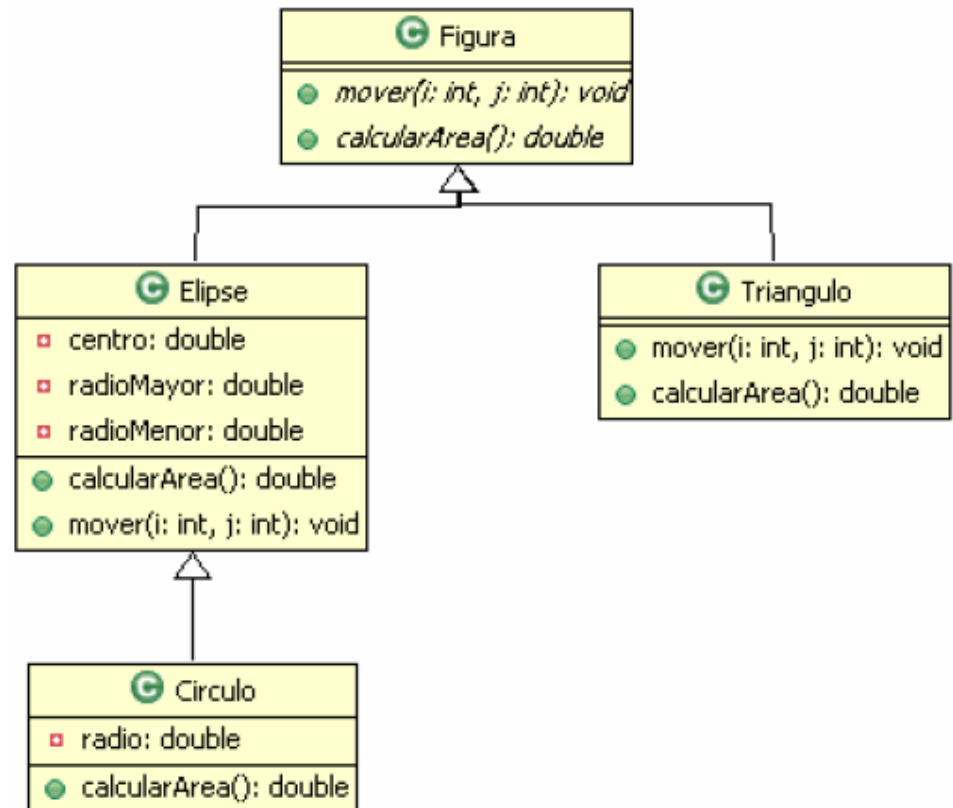 C Figura
mover(i: int, j: int): void
calcularArea(): double
C Elipse
centro: double
radioMayor: double
radioMenor: double
calcularArea(): double
mover(i: int, j: int): void
C Triangulo
mover(i: int, j: int): void
calcularArea(): double
C Circulo
radio: double
calcularArea(): double